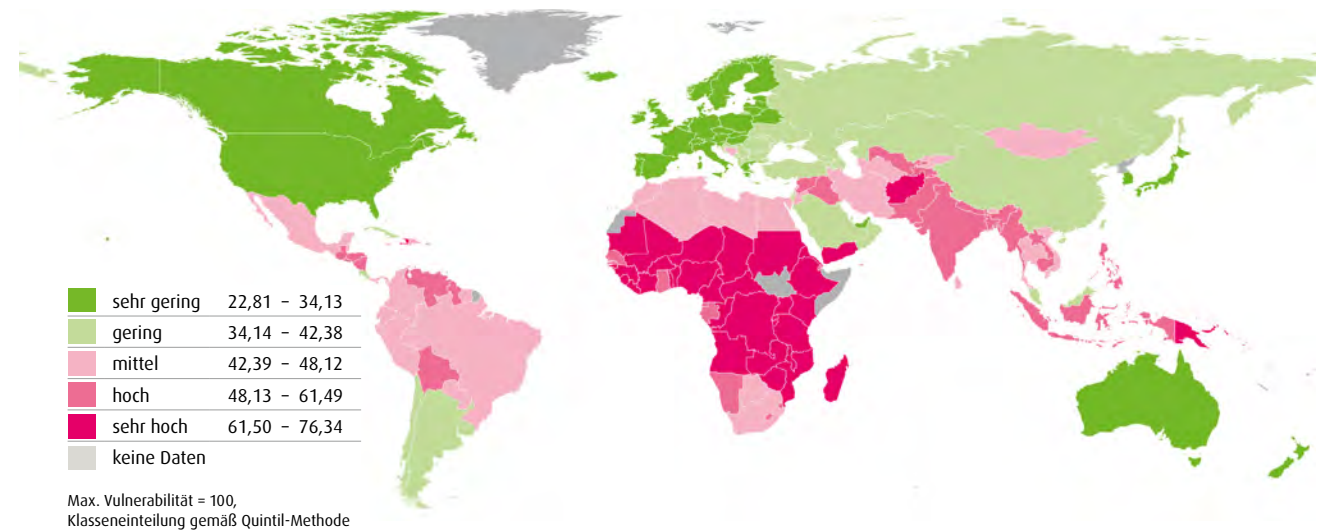 sehr gering 22,81 – 34,13
gering 34,14 – 42,38
mittel 42,39 – 48,12
hoch 48,13 – 61,49
sehr hoch 61,50 – 76,34
keine Daten
Max. Vulnerabilität = 100,
Klasseneinteilung gemäß Quintil-Methode